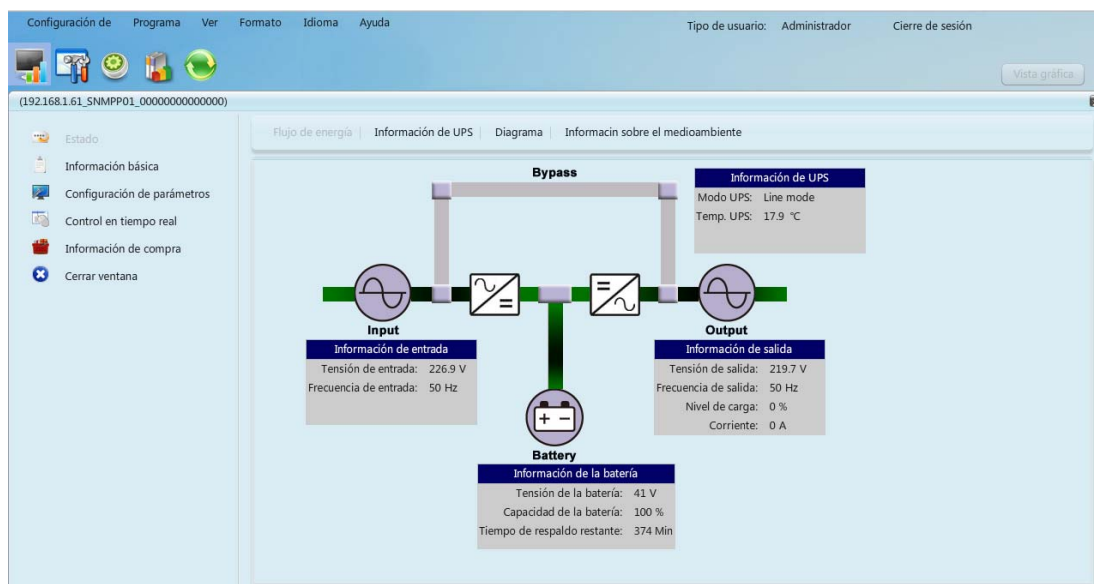 Configuración de Programa Ver Formato Idioma Ayuda Tipo de usuario: Administrador Cierre de sesión
Vista gráfica
(192.168.1.61_SNMPP01_00000000000000)
Estado
Información básica
Configuración de parámetros
Control en tiempo real
Información de compra
Cerrar ventana
Flujo de energía | Información de UPS | Diagrama | Informacin sobre el medioambiente
Bypass
Información de UPS
Modo UPS: Line mode
Temp. UPS: 17.9 °C
Input
Información de entrada
Tensión de entrada: 226.9 V
Frecuencia de entrada: 50 Hz
Output
Información de salida
Tensión de salida: 219.7 V
Frecuencia de salida: 50 Hz
Nivel de carga: 0 %
Corriente: 0 A
Battery
Información de la batería
Tensión de la batería: 41 V
Capacidad de la batería: 100 %
Tiempo de respaldo restante: 374 Min